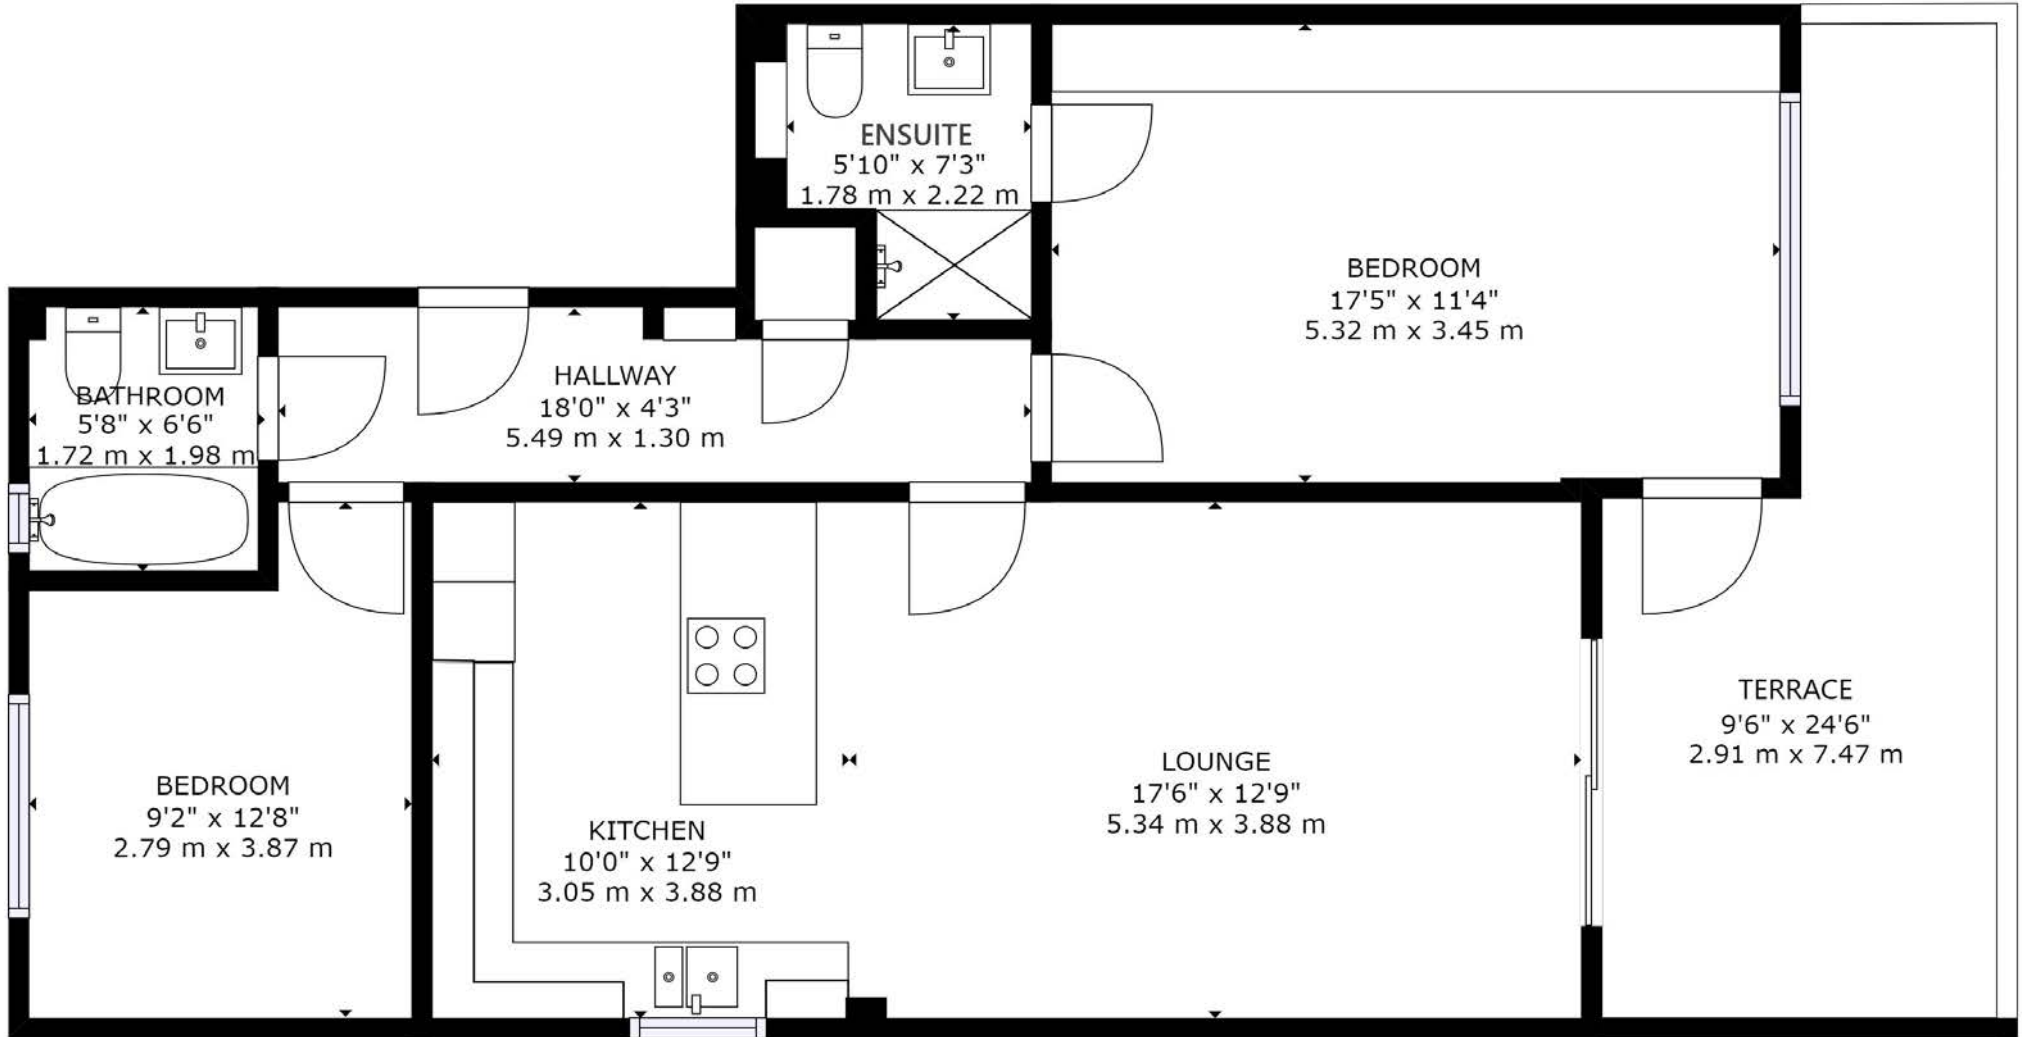 ENSUITE
5'10" x 7'3"
1.78 m x 2.22 m
BEDROOM
17'5" x 11'4"
5.32 m x 3.45 m
BATHROOM
5'8" x 6'6"
1.72 m x 1.98 m
HALLWAY
18'0" x 4'3"
5.49 m x 1.30 m
BEDROOM
9'2" x 12'8"
2.79 m x 3.87 m
KITCHEN
10'0" x 12'9"
3.05 m x 3.88 m
LOUNGE
17'6" x 12'9"
5.34 m x 3.88 m
TERRACE
9'6" x 24'6"
2.91 m x 7.47 m